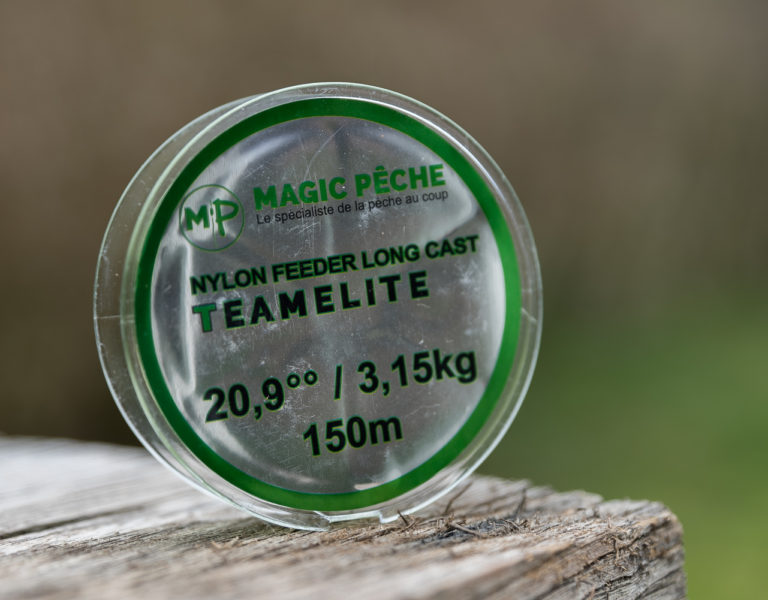 MP
MAGIC PÊCHE
Le spécialiste de la pêche au coup
NYLON FEEDER LONG CAST
TEAMELITE
20,9°° / 3,15kg
150m